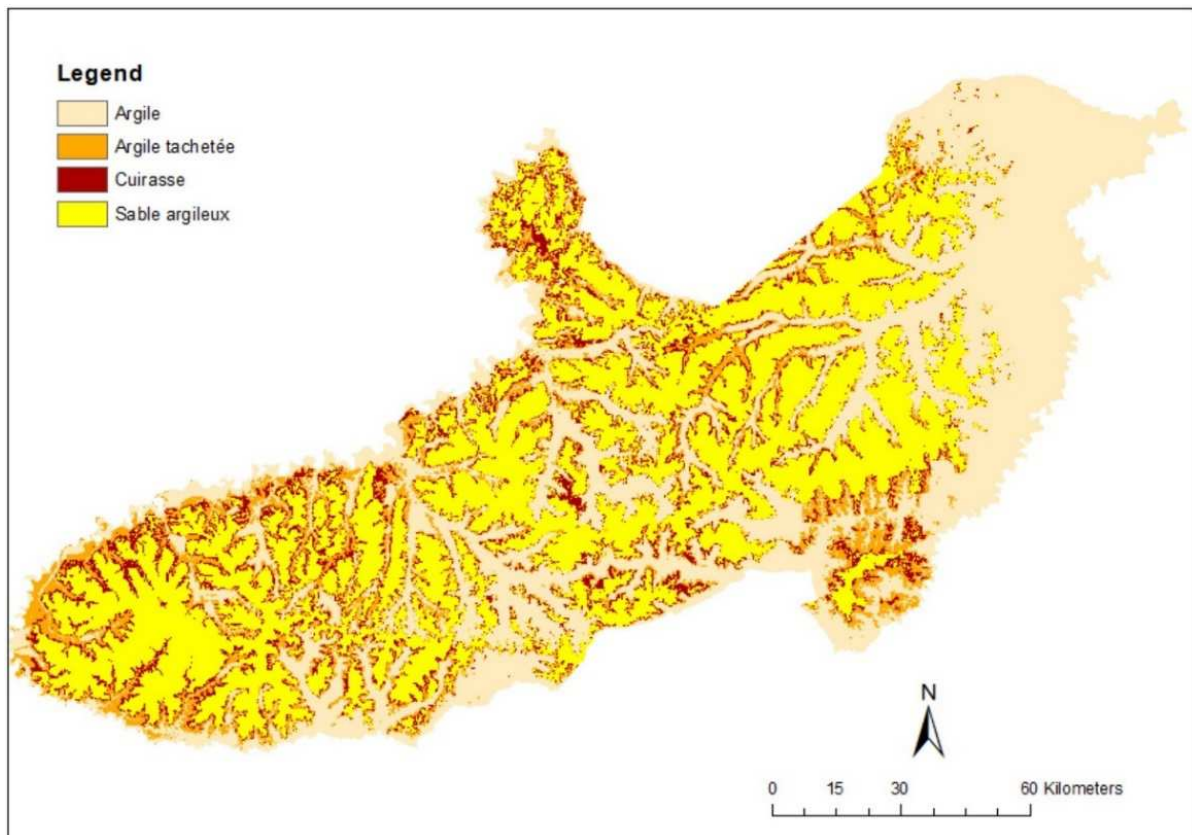 Legend
Argile
Argile tachetée
Cuirasse
Sable argileux
N
0 15 30 60 Kilometers